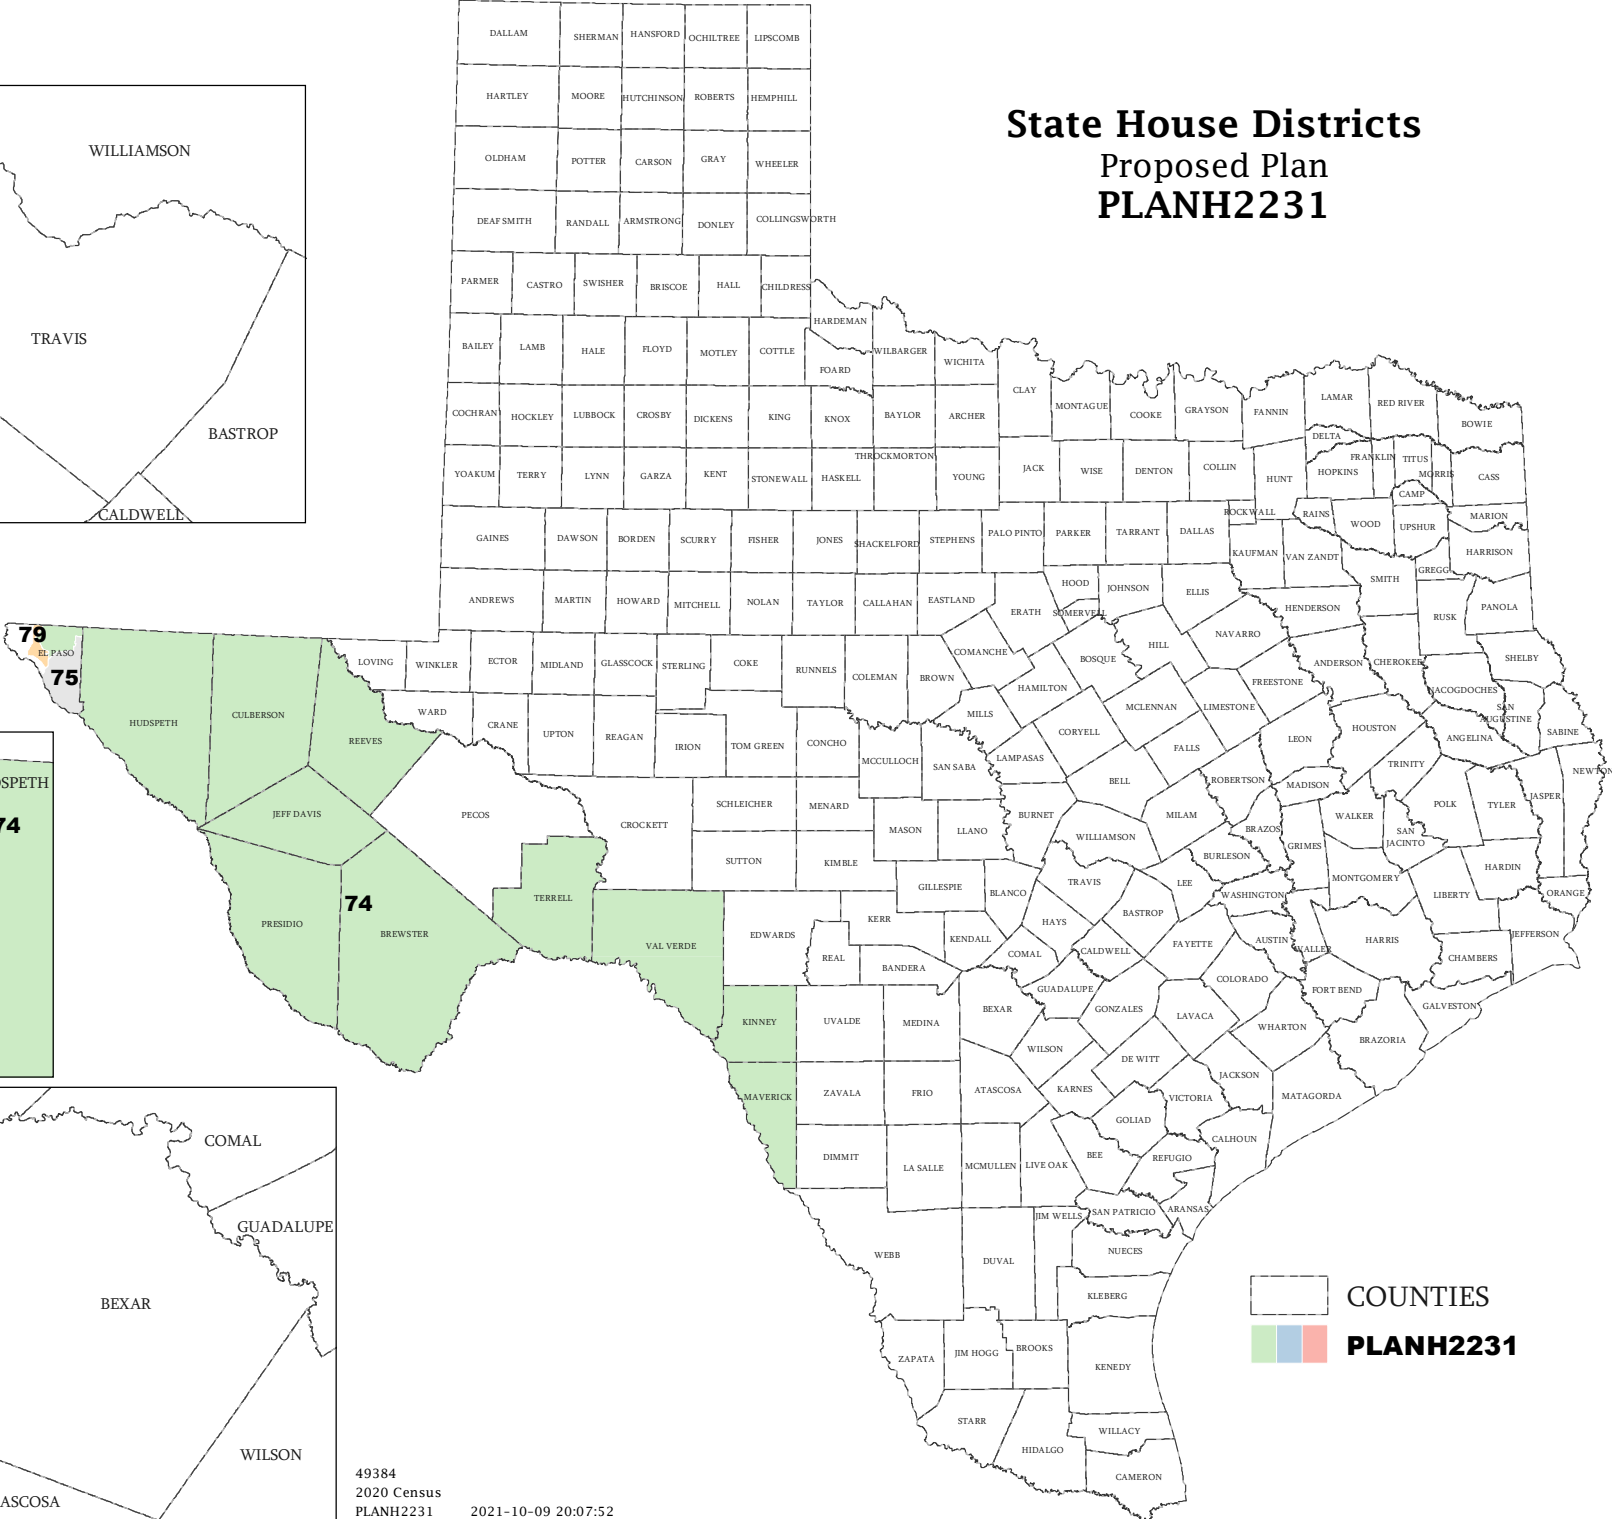 State House Districts
Proposed Plan
PLANH2231
WILLIAMSON
TRAVIS
BASTROP
CALDWELL
DALLAM SHERMAN HANSFORD OCHILTREE LIPSCOMB
HARTLEY MOORE HUTCHINSON ROBERTS HEMPHILL
OLDHAM POTTER CARSON GRAY WHEELER
DEAF SMITH RANDALL ARMSTRONG DONLEY COLLINGSWORTH
PARMER CASTRO SWISHER BRISCOE HALL CHILDRESS
HARDEMAN
BAILEY LAMB HALE FLOYD MOTLEY COTTLE FOARD WILBARGER WICHITA
CLAY MONTAGUE COOKE GRAYSON FANNIN LAMAR RED RIVER BOWIE
COCHRAN HOCKLEY LUBBOCK CROSBY DICKENS KING KNOX BAYLOR ARCHER
DELTA FRANKLIN TITUS MORRIS CASS
YOAKUM TERRY LYNN GARZA KENT STONEWALL HASKELL THROCKMORTON YOUNG JACK WISE DENTON COLLIN HUNT HOPKINS CAMP
ROCKWALL RAINS WOOD UPSHUR MARION
GAINES DAWSON BORDEN SCURRY FISHER JONES SHACKELFORD STEPHENS PALO PINTO PARKER TARRANT DALLAS KAUFMAN VAN ZANDT HARRISON
SMITH GREGG
ANDREWS MARTIN HOWARD MITCHELL NOLAN TAYLOR CALLAHAN EASTLAND ERATH HOOD SOMERVELL JOHNSON ELLIS HENDERSON RUSK PANOLA
79
EL PASO
75
LOVING WINKLER ECTOR MIDLAND GLASSCOCK STERLING COKE RUNNELS COLEMAN BROWN COMANCHE BOSQUE HILL NAVARRO ANDERSON CHEROKEE SHELBY
HAMILTON FREESTONE NACOGDOCHES
HUDSPETH CULBERSON REEVES WARD CRANE UPTON REAGAN IRION TOM GREEN CONCHO MILLS MCLENNAN LIMESTONE SAN AUGUSTINE SABINE
CORYELL FALLS LEON HOUSTON ANGELINA
MCCULLOCH SAN SABA LAMPASAS BELL ROBERTSON MADISON TRINITY NEWTON
JEFF DAVIS PECOS CROCKETT SCHLEICHER MENARD MASON LLANO BURNET MILAM BRAZOS WALKER POLK TYLER JASPER
SUTTON KIMBLE WILLIAMSON BURLESON GRIMES SAN JACINTO HARDIN
74
PRESIDIO BREWSTER TERRELL GILLESPIE BLANCO TRAVIS LEE WASHINGTON MONTGOMERY LIBERTY ORANGE
VAL VERDE EDWARDS KERR KENDALL HAYS BASTROP FAYETTE AUSTIN WALLER HARRIS JEFFERSON
REAL BANDERA COMAL CALDWELL COLORADO CHAMBERS
GUADALUPE FORT BEND GALVESTON
KINNEY UVALDE MEDINA BEXAR GONZALES LAVACA WHARTON BRAZORIA
WILSON DE WITT JACKSON
MAVERICK ZAVALA FRIO ATASCOSA KARNES VICTORIA MATAGORDA
GOLIAD CALHOUN
DIMMIT LA SALLE MCMULLEN LIVE OAK BEE REFUGIO
JIM WELLS SAN PATRICIO ARANSAS
WEBB DUVAL NUECES
KLEBERG
ZAPATA JIM HOGG BROOKS KENEDY
STARR HIDALGO WILLACY
CAMERON
SPETH
74
COMAL
GUADALUPE
BEXAR
WILSON
ASCOSA
COUNTIES
PLANH2231
49384
2020 Census
PLANH2231 2021-10-09 20:07:52